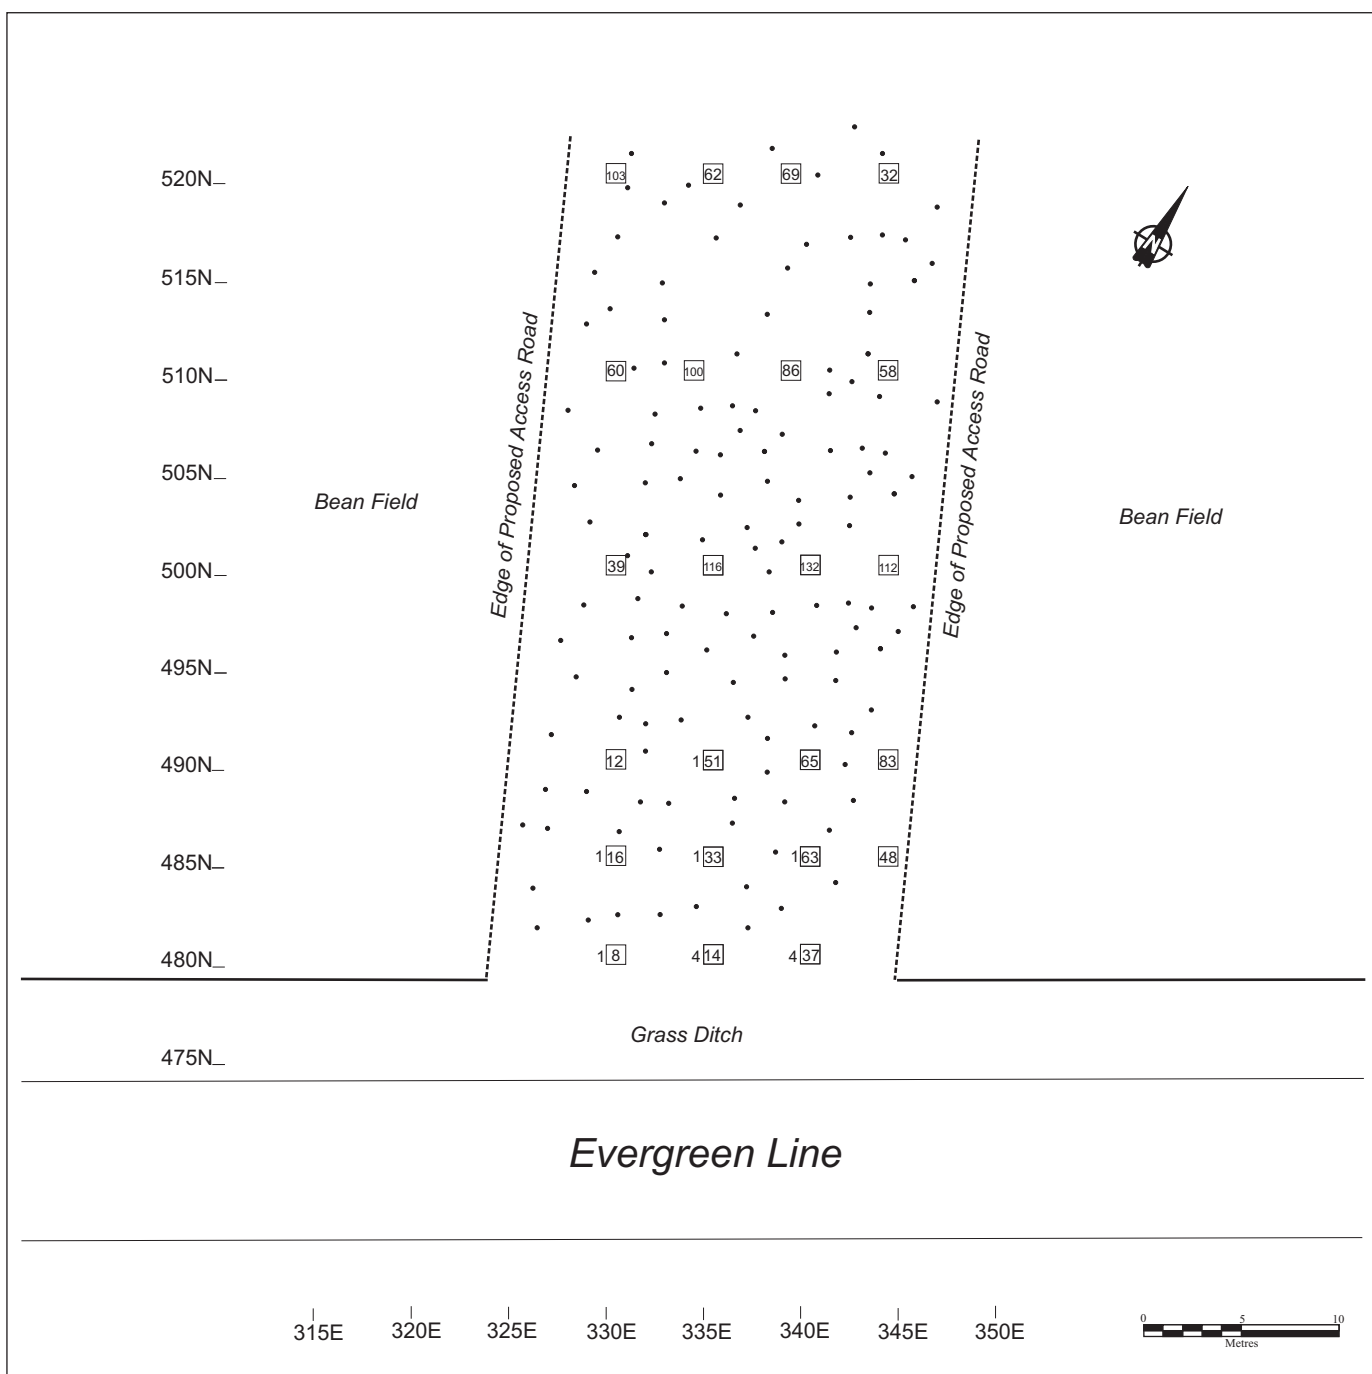 520N
103 62 69 32
515N
510N
60 100 86 58
505N
Edge of Proposed Access Road
Edge of Proposed Access Road
Bean Field
Bean Field
500N
39 116 132 112
495N
490N
12 1 51 65 83
485N
1 16 1 33 1 63 48
480N
1 8 4 14 4 37
Grass Ditch
475N
Evergreen Line
315E 320E 325E 330E 335E 340E 345E 350E
0 5 10
Metres
N